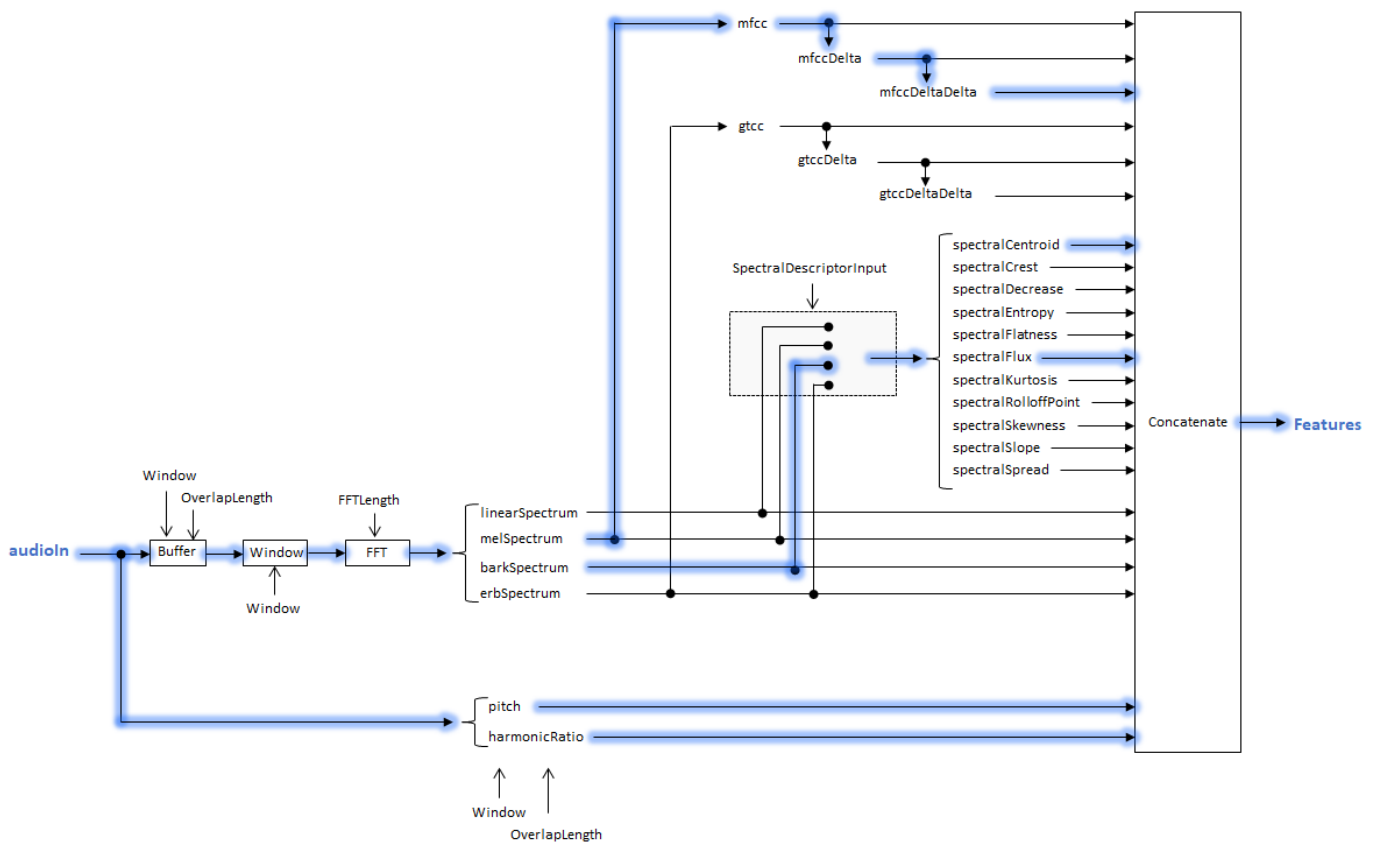 mfcc
mfccDelta
mfccDeltaDelta
gtcc
gtccDelta
gtccDeltaDelta
SpectralDescriptorInput
spectralCentroid
spectralCrest
spectralDecrease
spectralEntropy
spectralFlatness
spectralFlux
spectralKurtosis
spectralRolloffPoint
spectralSkewness
spectralSlope
spectralSpread
Concatenate
Features
Window
OverlapLength
FFTLength
audioIn
Buffer
Window
FFT
Window
linearSpectrum
melSpectrum
barkSpectrum
erbSpectrum
pitch
harmonicRatio
Window
OverlapLength